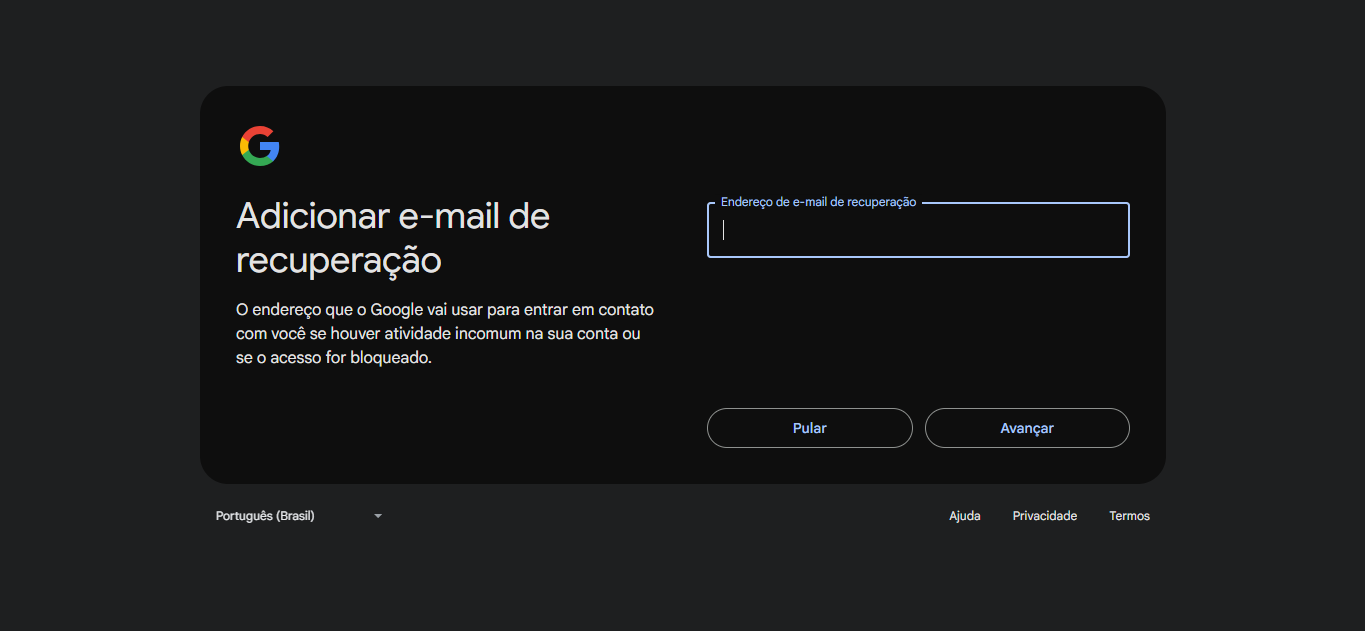 Adicionar e-mail de
recuperação
O endereço que o Google vai usar para entrar em contato
com você se houver atividade incomum na sua conta ou
se o acesso for bloqueado.
Endereço de e-mail de recuperação
Pular
Avançar
Português (Brasil)
Ajuda
Privacidade
Termos